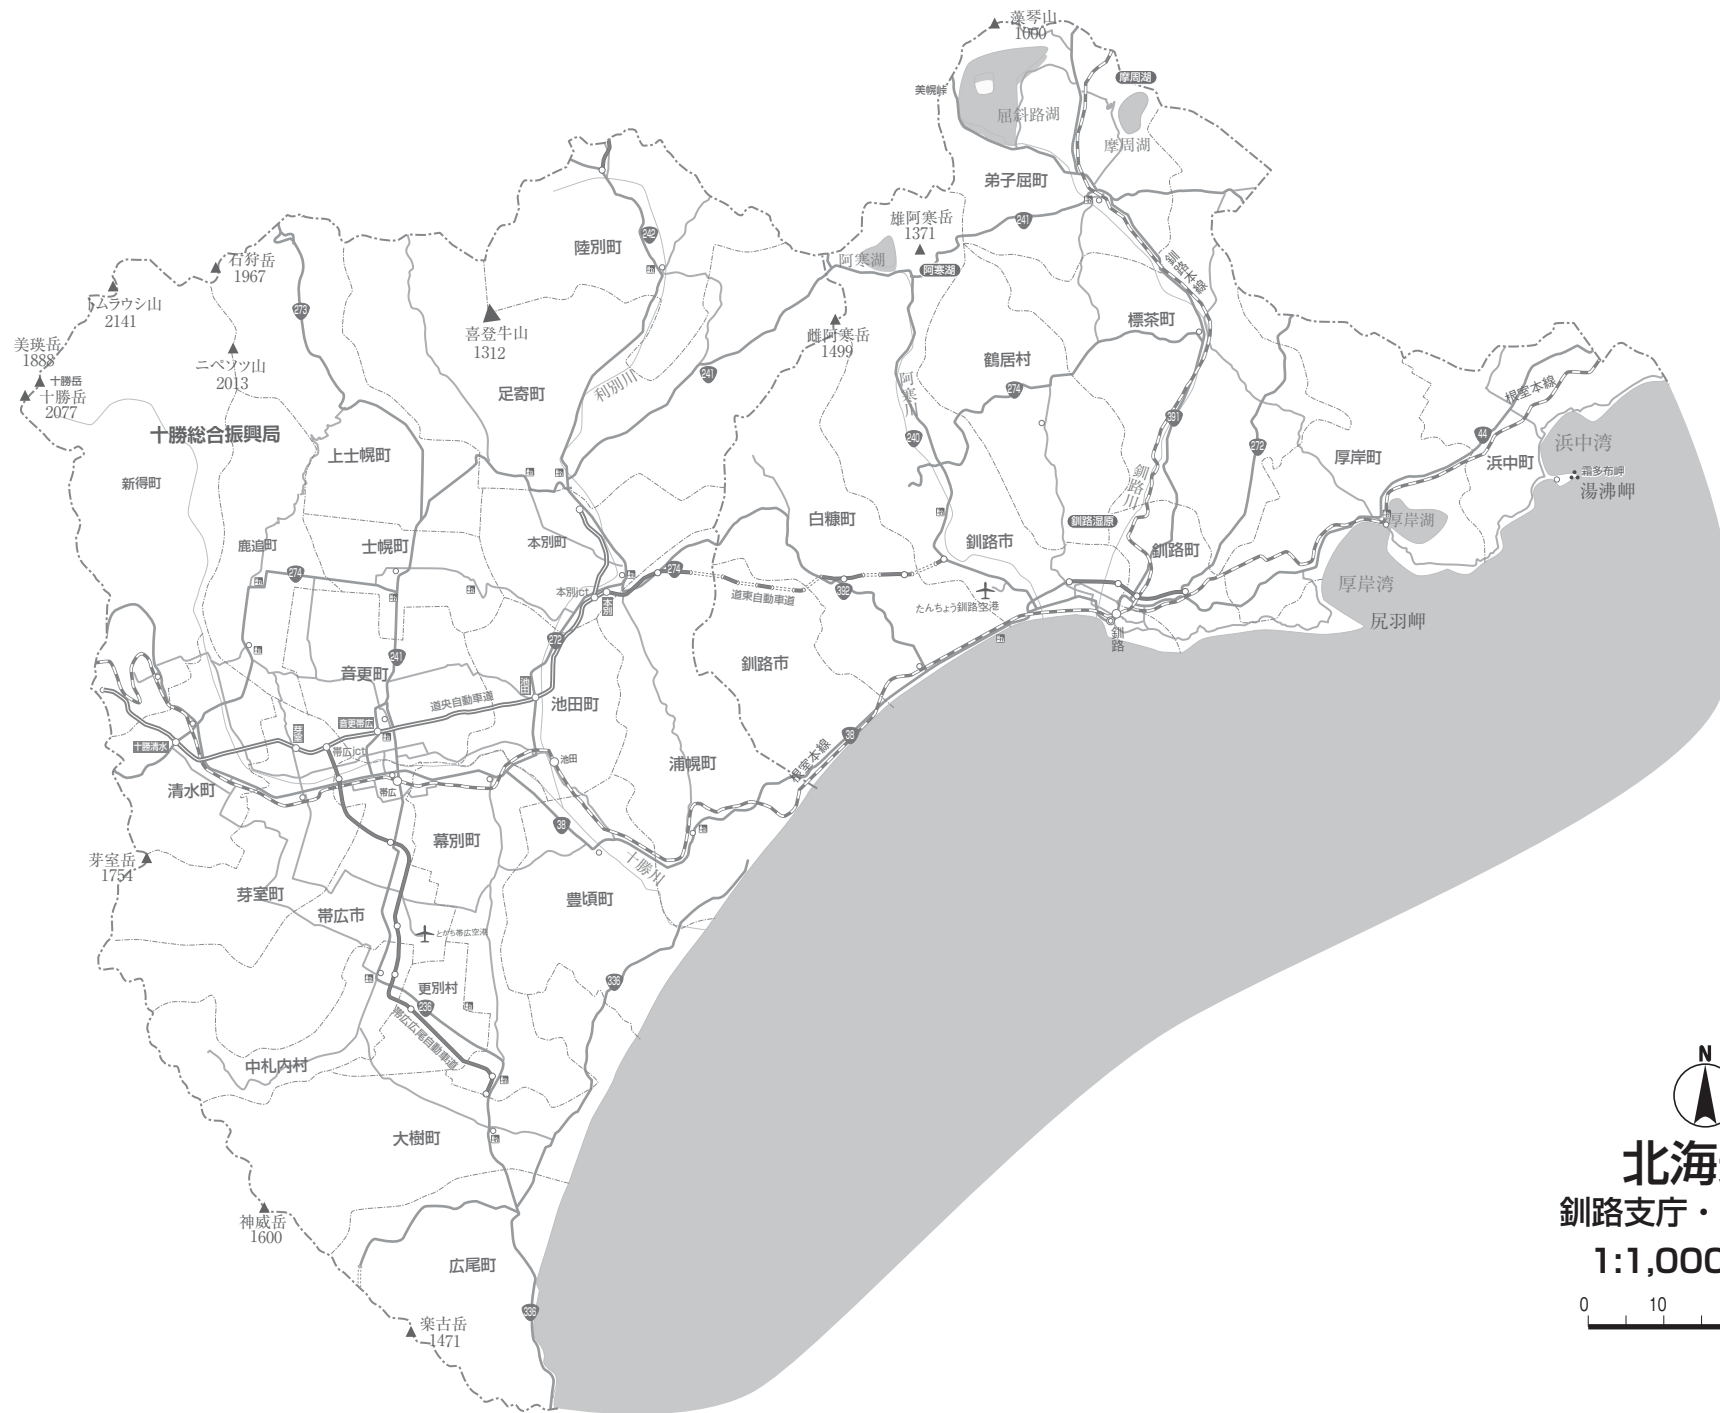 藻琴山
1000
摩周湖
美幌峠
屈斜路湖
摩周湖
弟子屈町
雄阿寒岳
1371
241
陸別町
242
阿寒湖
阿寒湖
釧路本線
石狩岳
1967
トムラウシ山
2141
273
喜登牛山
1312
雌阿寒岳
1499
標茶町
美瑛岳
1888
十勝岳
十勝岳
2077
ニペソツ山
2013
鶴居村
274
足寄町
利別川
241
阿寒川
391
根室本線
44
十勝総合振興局
上士幌町
240
272
厚岸町
浜中町
浜中湾
霧多布岬
湯沸岬
新得町
釧路川
白糠町
釧路湿原
厚岸湖
鹿追町
士幌町
本別町
釧路市
釧路町
274
本別jct
本別
274
道東自動車道
392
たんちょう釧路空港
厚岸湾
尻羽岬
釧路
272
241
音更町
釧路市
池田
池田町
道央自動車道
音更帯広
芽室
十勝清水
帯広jct
38
根室本線
池田
浦幌町
清水町
帯広
38
幕別町
十勝川
芽室岳
1754
芽室町
帯広市
豊頃町
とかち帯広空港
336
更別村
236
帯広広尾自動車道
中札内村
大樹町
神威岳
1600
広尾町
336
楽古岳
1471
N
北海
釧路支庁・
1:1,000
0 10